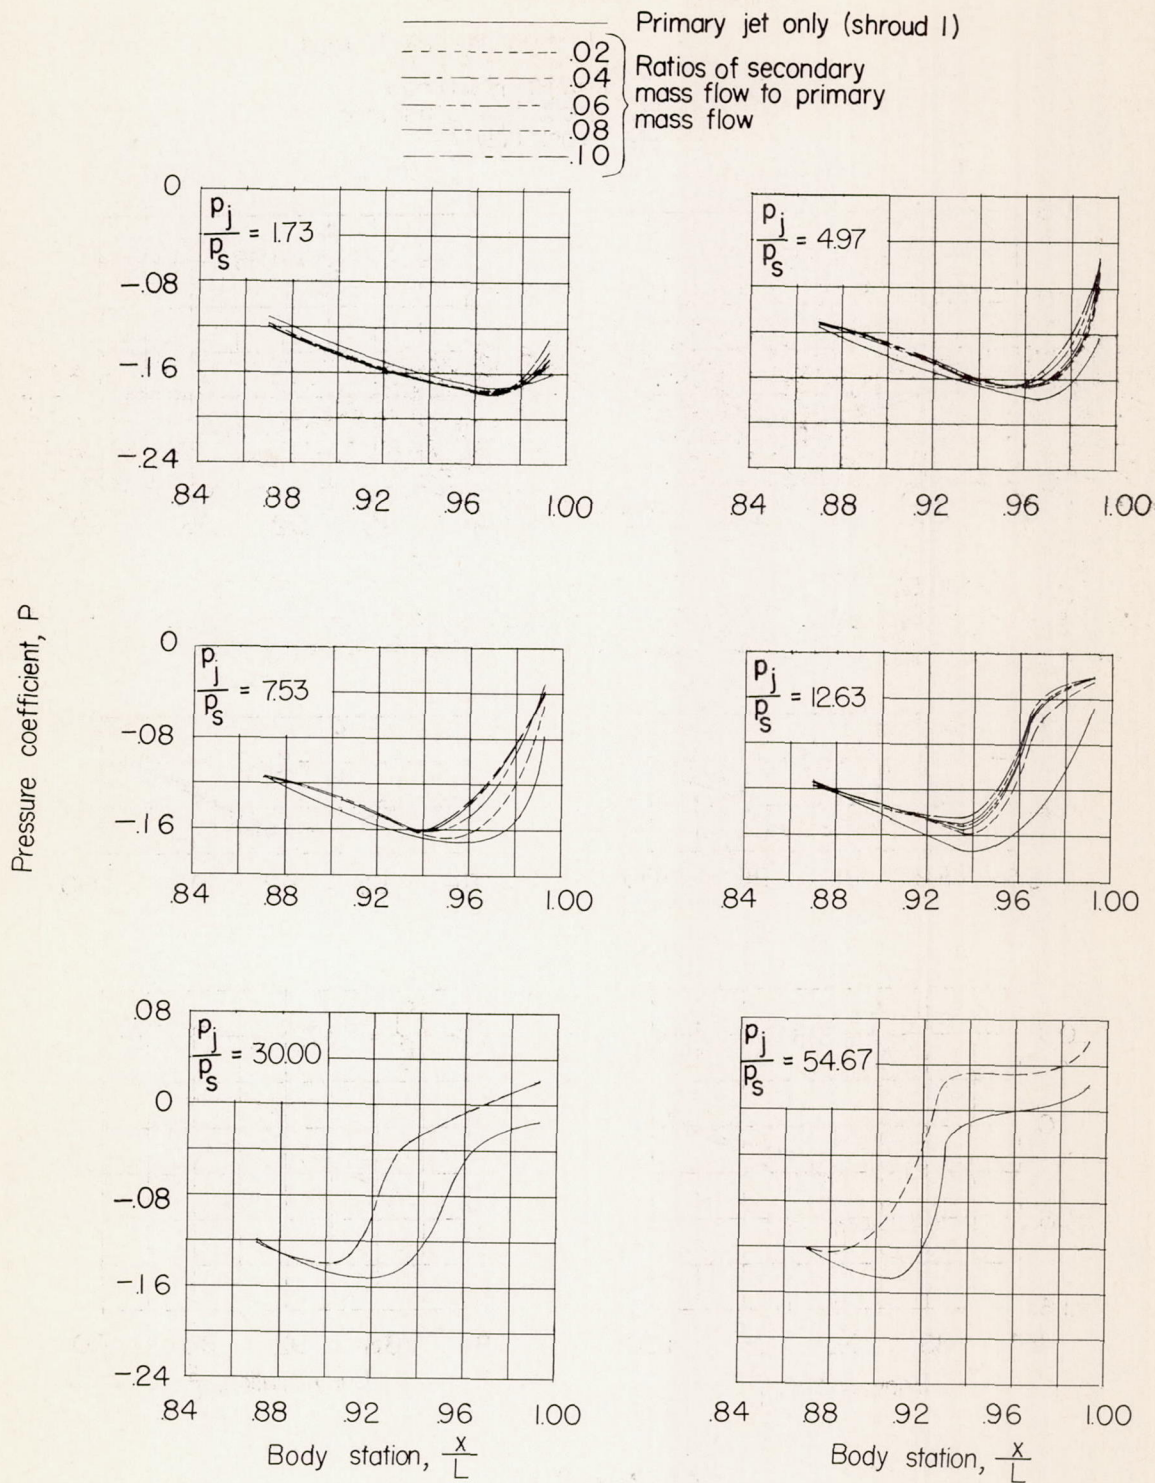 Primary jet only (shroud 1)
.02
.04
.06
.08
.10
Ratios of secondary
mass flow to primary
mass flow
Pressure coefficient, P
0
-.08
-.16
-.24
pj/ps = 1.73
.84 .88 .92 .96 1.00
pj/ps = 4.97
.84 .88 .92 .96 1.00
0
-.08
-.16
pj/ps = 7.53
.84 .88 .92 .96 1.00
pj/ps = 12.63
.84 .88 .92 .96 1.00
.08
0
-.08
-.16
-.24
pj/ps = 30.00
.84 .88 .92 .96 1.00
Body station, x/L
pj/ps = 54.67
.84 .88 .92 .96 1.00
Body station, x/L